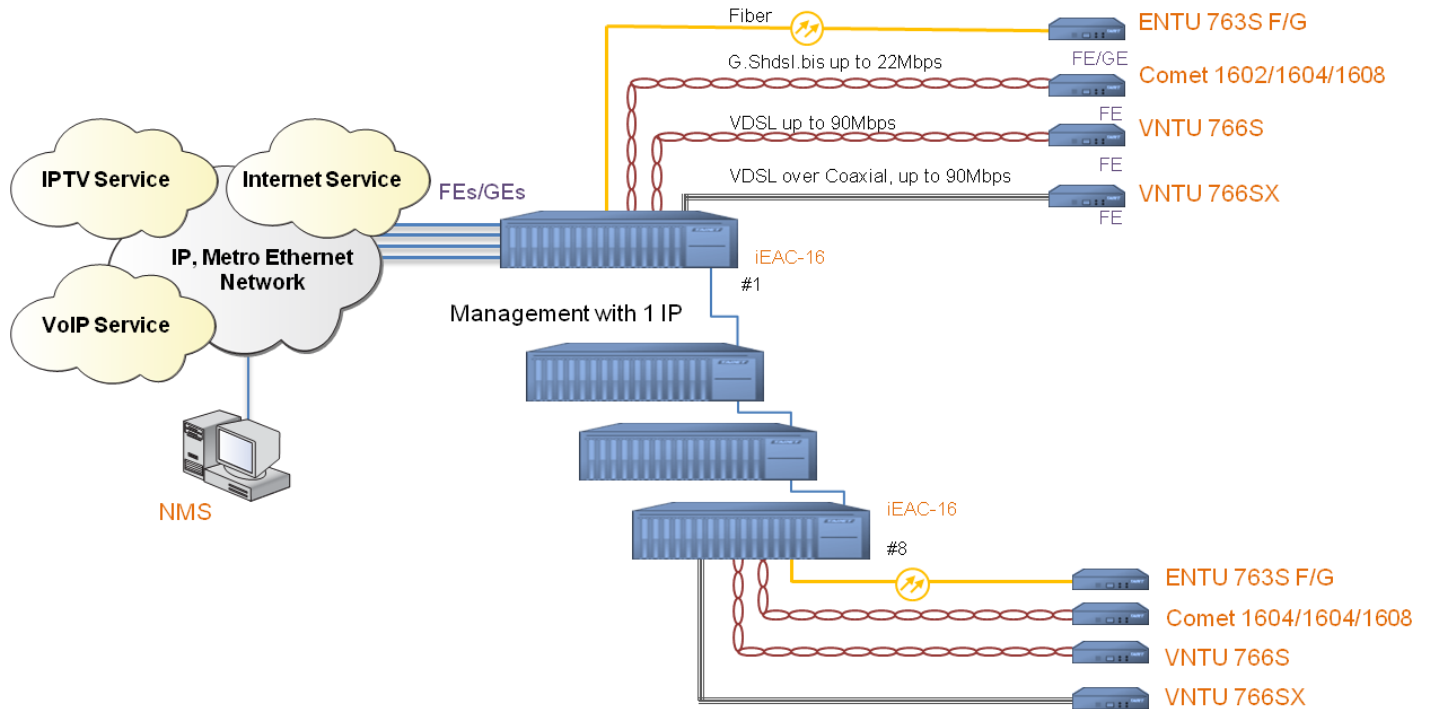 Fiber
ENTU 763S F/G
FE/GE
G.Shdsl.bis up to 22Mbps
Comet 1602/1604/1608
FE
VDSL up to 90Mbps
VNTU 766S
FE
VDSL over Coaxial, up to 90Mbps
VNTU 766SX
FE
IPTV Service
Internet Service
FEs/GEs
IP, Metro Ethernet
Network
VoIP Service
iEAC-16
#1
Management with 1 IP
NMS
iEAC-16
#8
ENTU 763S F/G
Comet 1604/1604/1608
VNTU 766S
VNTU 766SX